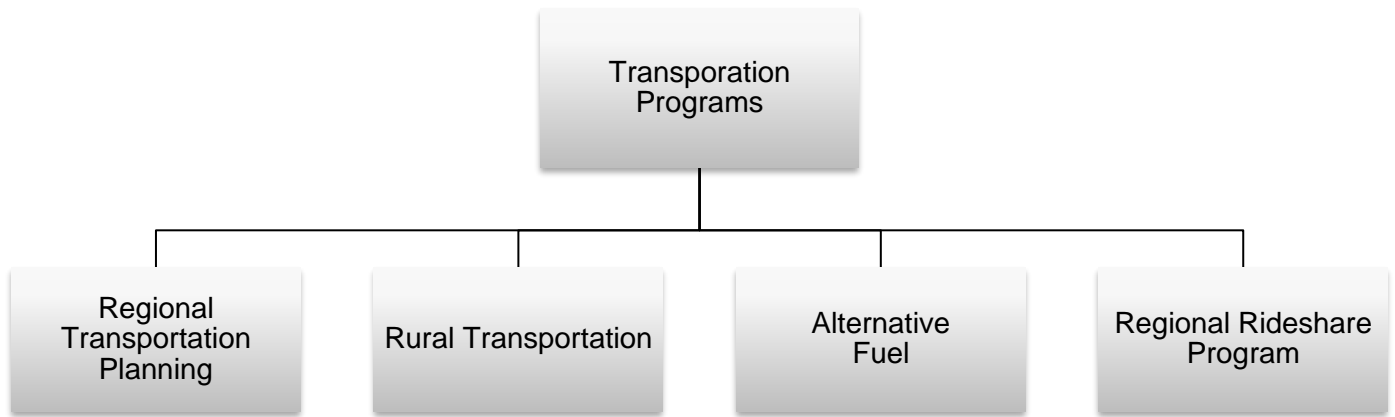 Transporation
Programs
Regional
Transportation
Planning
Rural Transportation
Alternative
Fuel
Regional Rideshare
Program